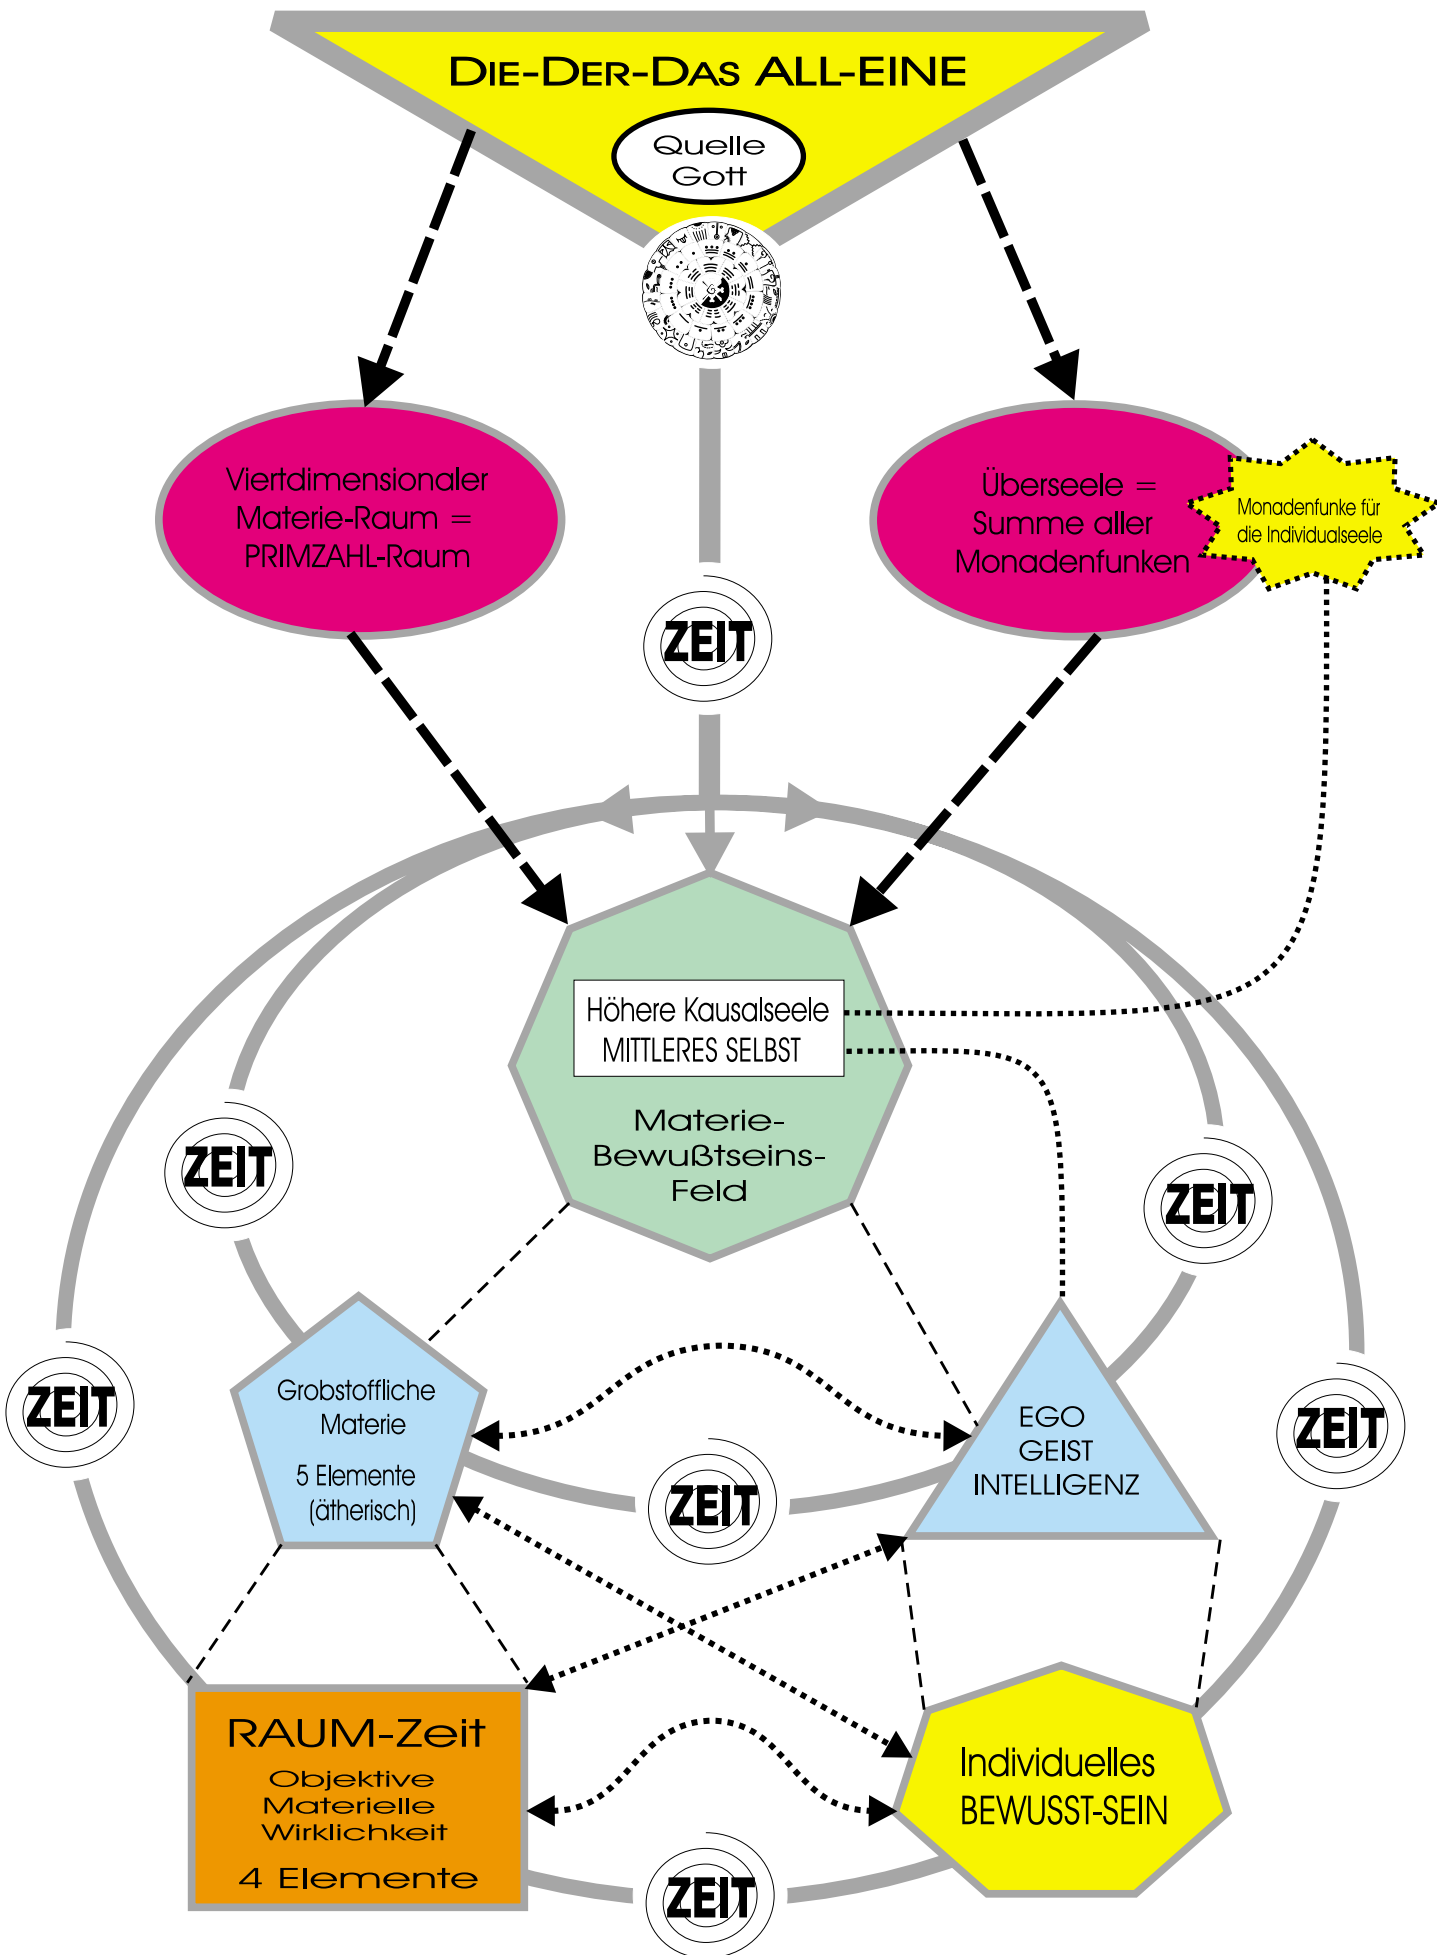 DIE-DER-DAS ALL-EINE
Quelle
Gott
Viertdimensionaler
Materie-Raum =
PRIMZAHL-Raum
Überseele =
Summe aller
Monadenfunken
Monadenfunke für
die Individualseele
ZEIT
Höhere Kausalseele
MITTLERES SELBST
Materie-
Bewußtseins-
Feld
ZEIT
ZEIT
ZEIT
Grobstoffliche
Materie
5 Elemente
(ätherisch)
EGO
GEIST
INTELLIGENZ
ZEIT
ZEIT
RAUM-Zeit
Objektive
Materielle
Wirklichkeit
4 Elemente
Individuelles
BEWUSST-SEIN
ZEIT